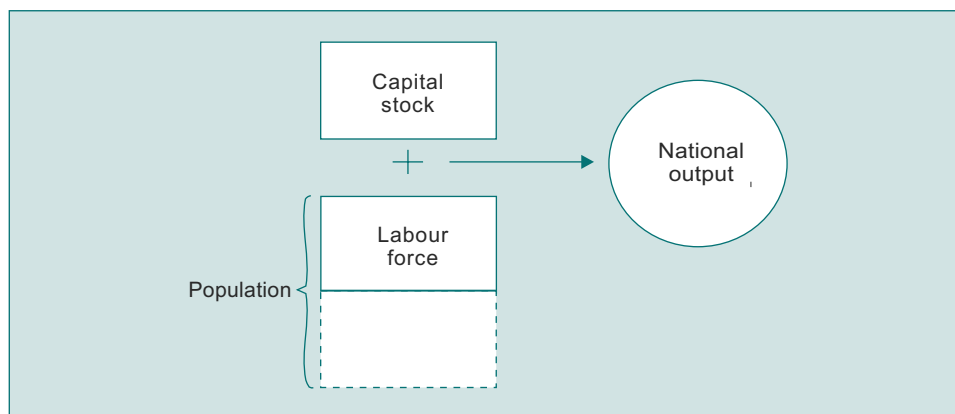 Capital
stock
+
National
output
Labour
force
Population